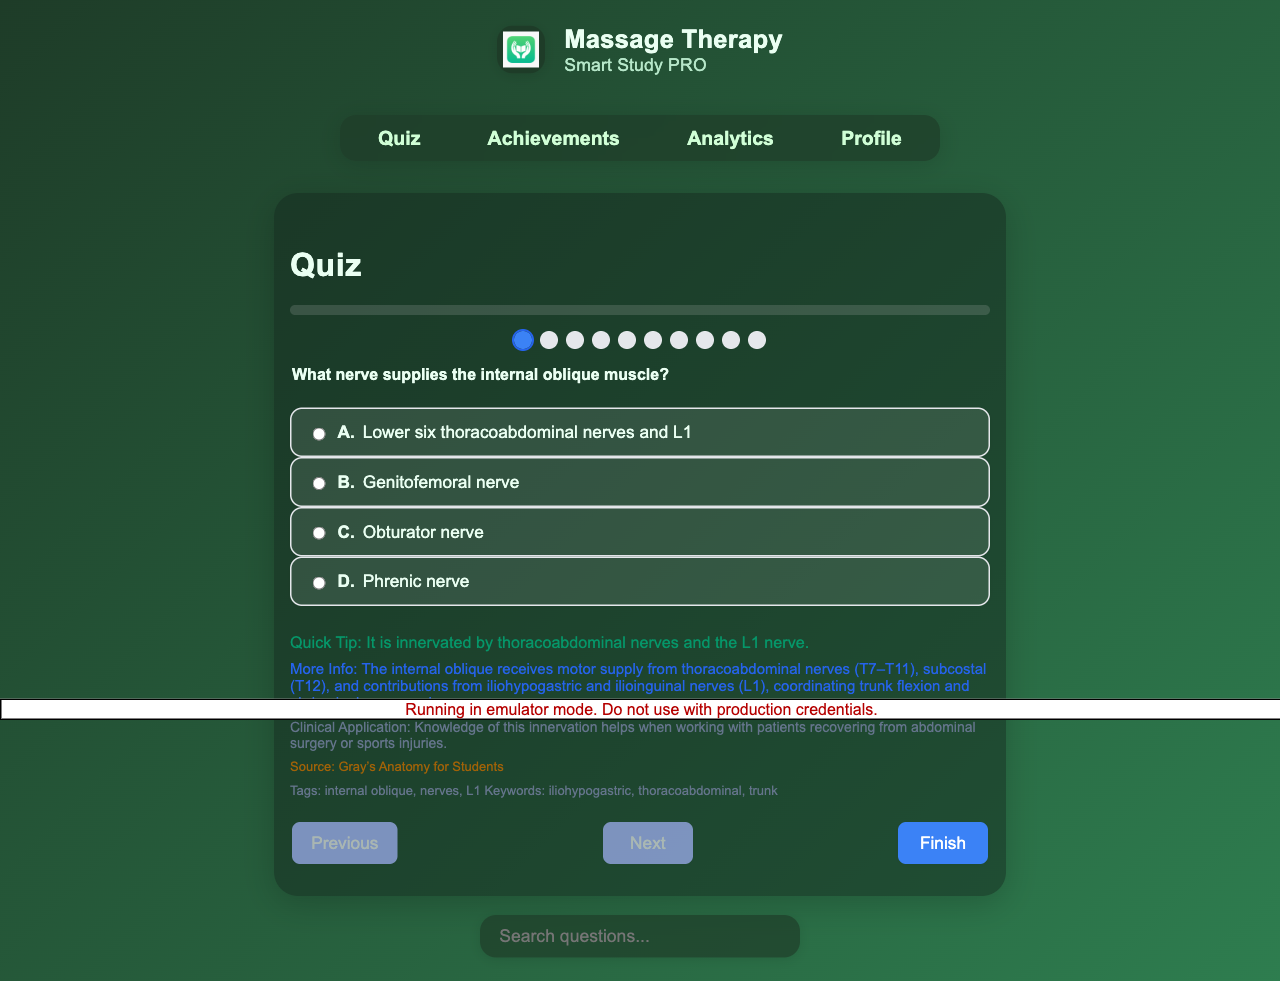 Massage Therapy
Smart Study PRO
Quiz Achievements Analytics Profile
Quiz
What nerve supplies the internal oblique muscle?
A. Lower six thoracoabdominal nerves and L1
B. Genitofemoral nerve
C. Obturator nerve
D. Phrenic nerve
Quick Tip: It is innervated by thoracoabdominal nerves and the L1 nerve.
More Info: The internal oblique receives motor supply from thoracoabdominal nerves (T7–T11), subcostal
(T12), and contributions from iliohypogastric and ilioinguinal nerves (L1), coordinating trunk flexion and
Running in emulator mode. Do not use with production credentials.
Clinical Application: Knowledge of this innervation helps when working with patients recovering from abdominal
surgery or sports injuries.
Source: Gray's Anatomy for Students
Tags: internal oblique, nerves, L1 Keywords: iliohypogastric, thoracoabdominal, trunk
Previous Next Finish
Search questions...